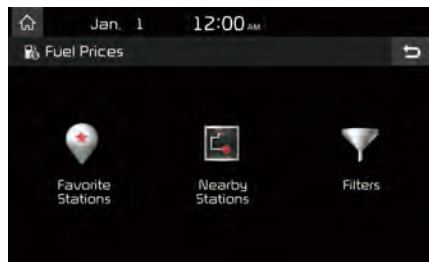 Jan. 1 12:00 AM
Fuel Prices
Favorite
Stations
Nearby
Stations
Filters